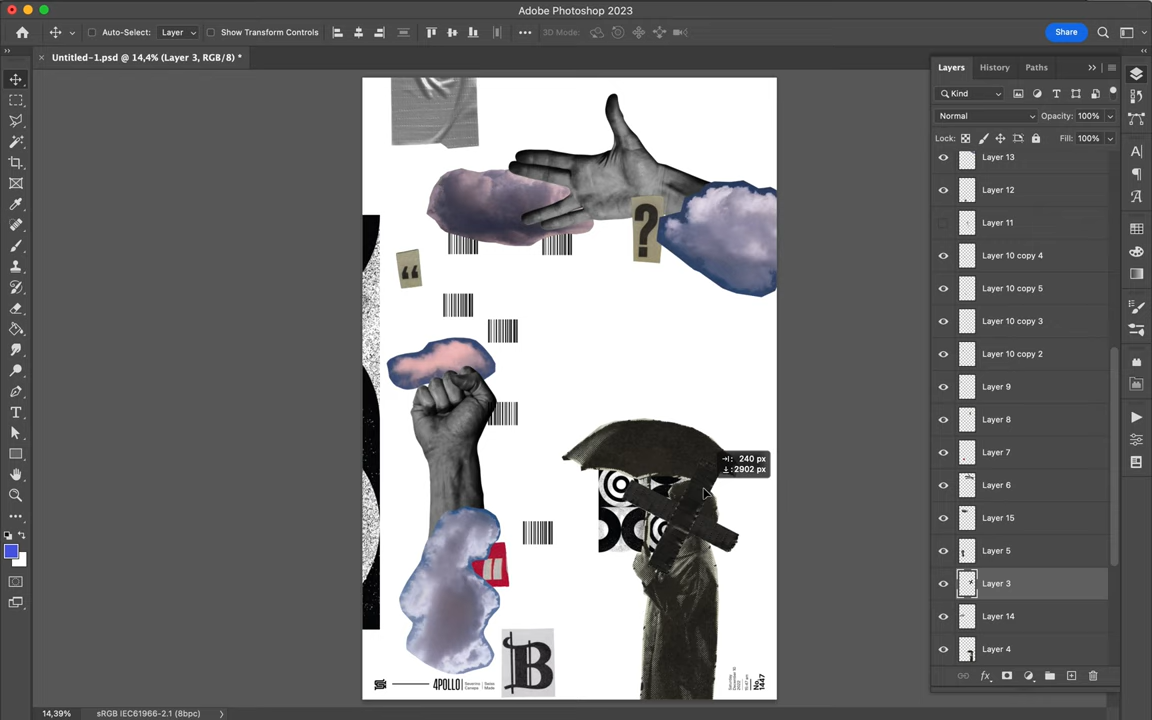 Adobe Photoshop 2023
Auto-Select: Layer Show Transform Controls 3D Mode: Share
Untitled-1.psd @ 14,4% (Layer 3, RGB/8) *
Layers History Paths
Kind
Normal Opacity: 100%
Lock: Fill: 100%
Layer 13
Layer 12
Layer 11
Layer 10 copy 4
Layer 10 copy 5
Layer 10 copy 3
Layer 10 copy 2
Layer 9
Layer 8
Layer 7
Layer 6
Layer 15
Layer 5
Layer 3
Layer 14
Layer 4
?
“
: 240 px
: 2902 px
B
4POLLO
No. 1447
14,39% sRGB IEC61966-2.1 (8bpc)